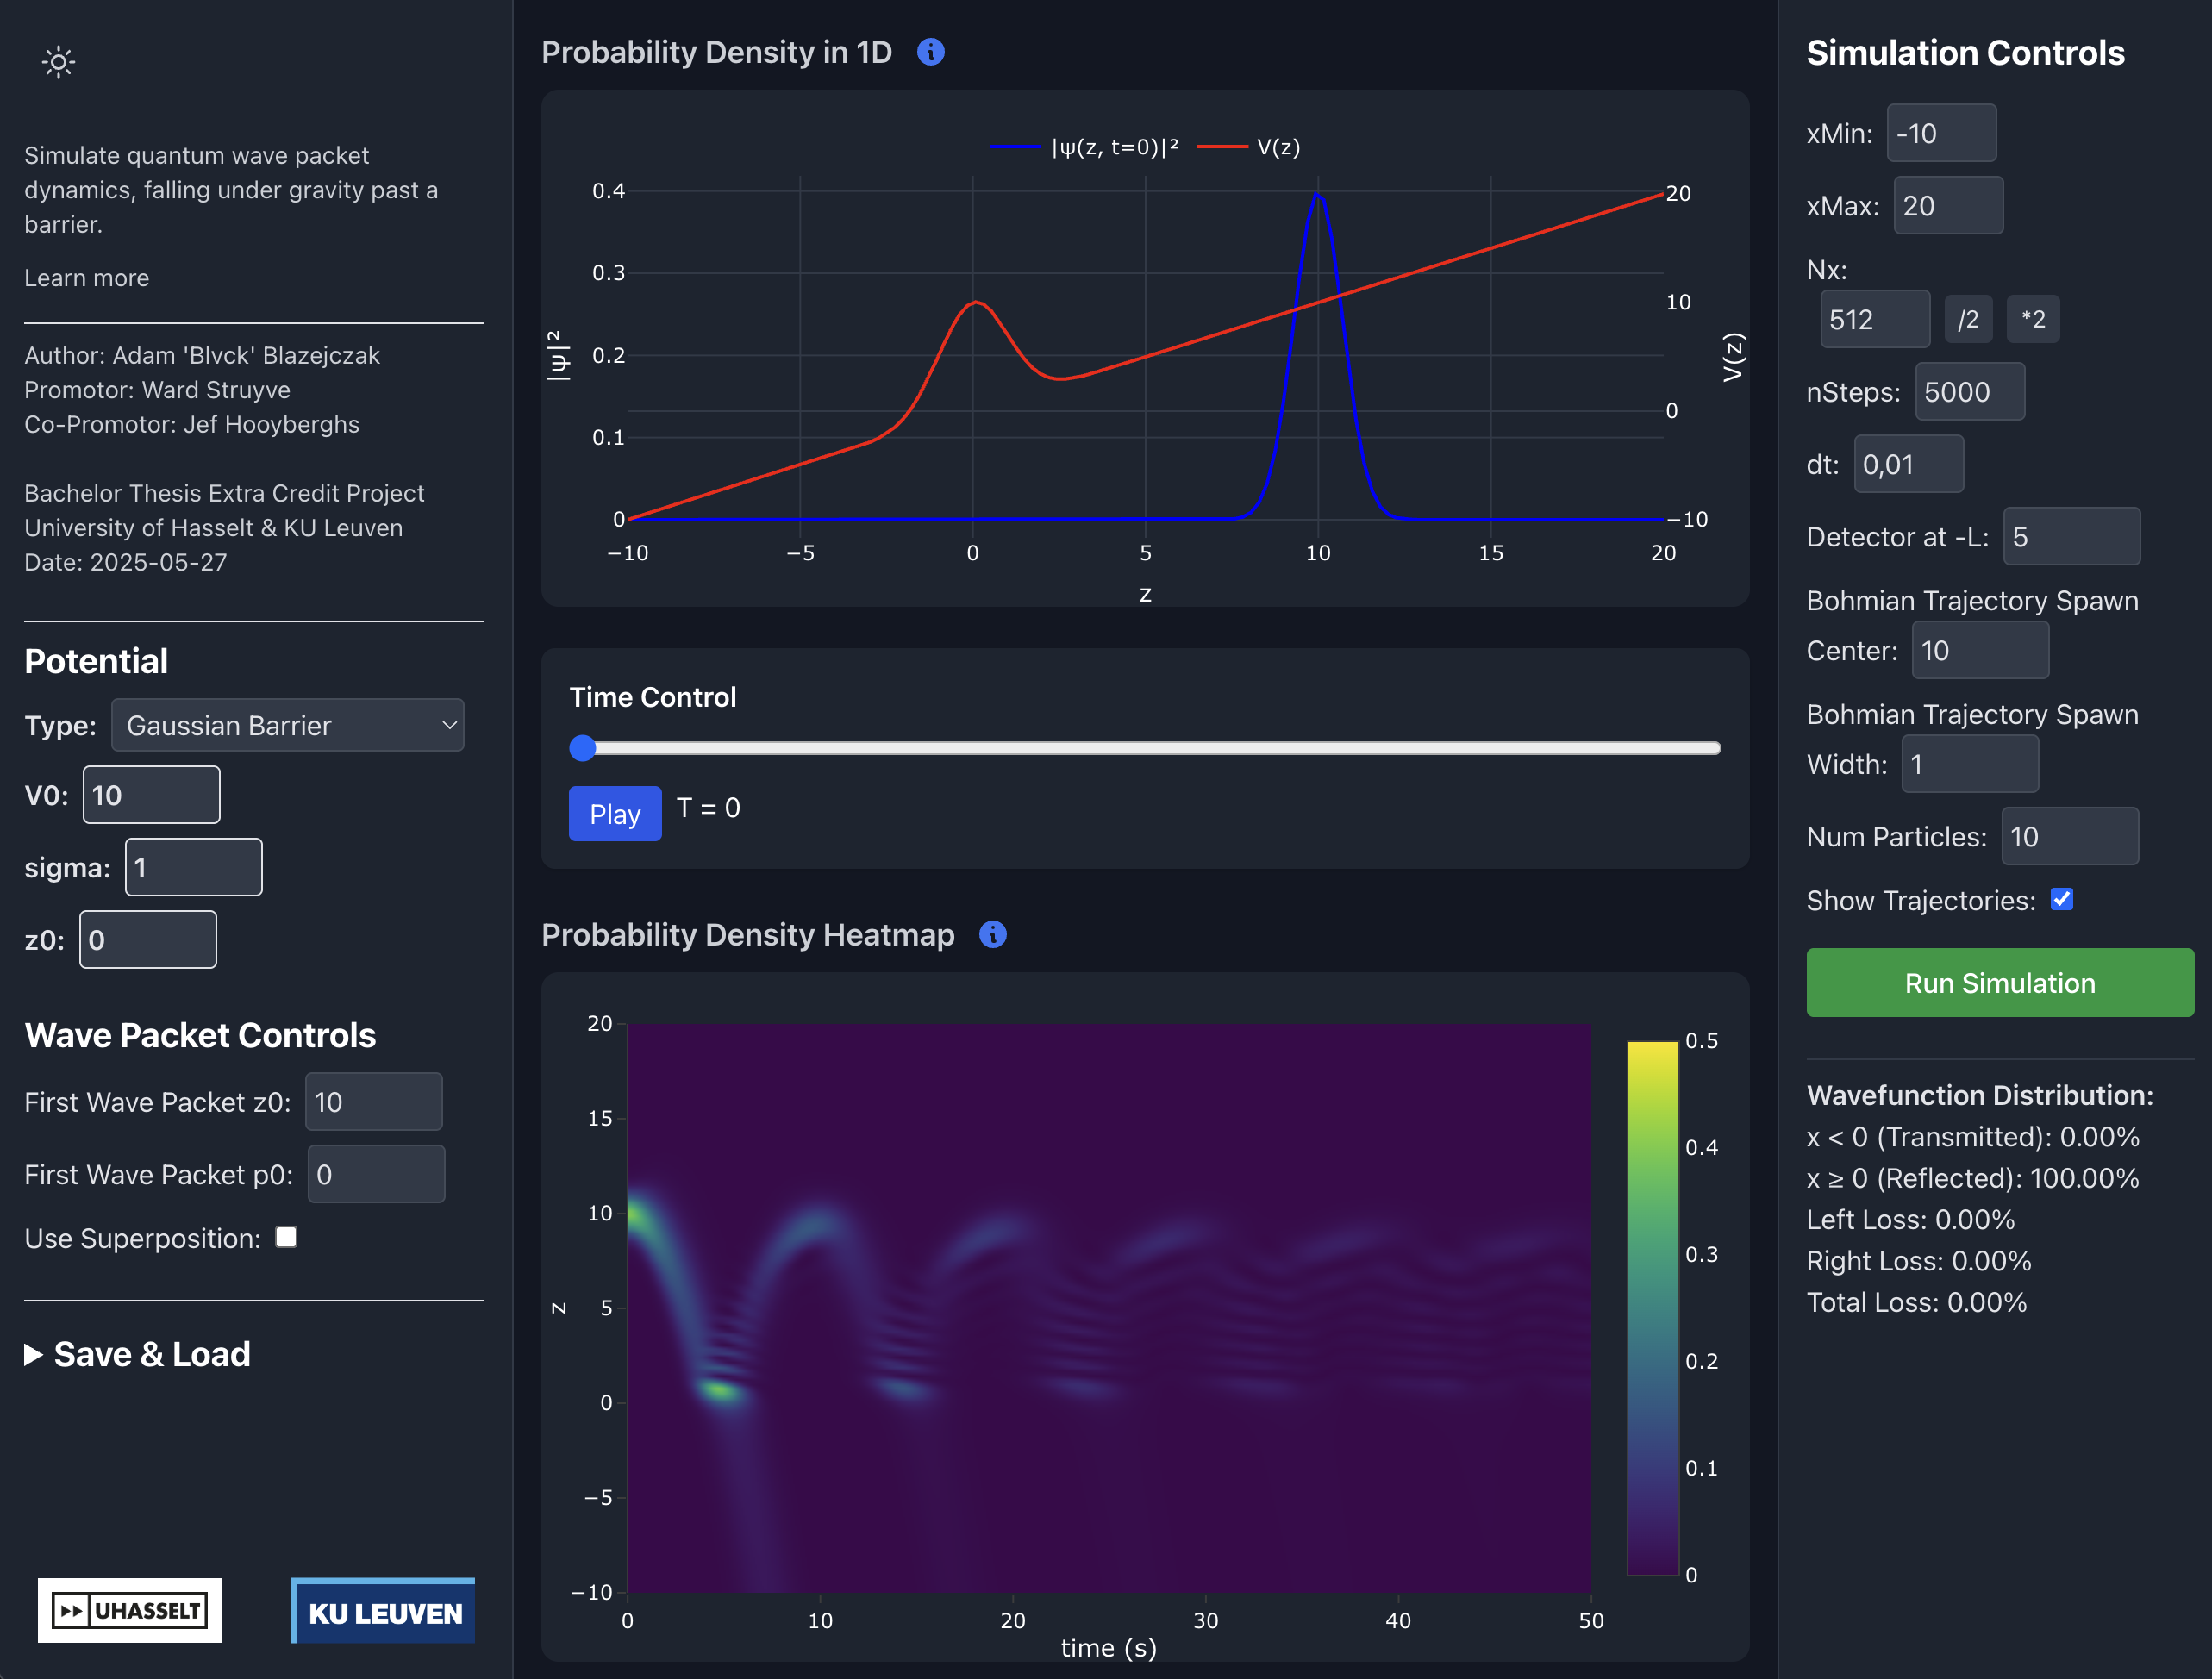 Simulate quantum wave packet
dynamics, falling under gravity past a
barrier.
Learn more
Author: Adam 'Blvck' Blazejczak
Promotor: Ward Struyve
Co-Promotor: Jef Hooyberghs
Bachelor Thesis Extra Credit Project
University of Hasselt & KU Leuven
Date: 2025-05-27
Potential
Type: Gaussian Barrier
V0: 10
sigma: 1
z0: 0
Wave Packet Controls
First Wave Packet z0: 10
First Wave Packet p0: 0
Use Superposition:
Save & Load
UHASSELT
KU LEUVEN
Probability Density in 1D
|ψ(z, t=0)|² V(z)
0.4
0.3
0.2
0.1
0
|ψ|²
20
10
0
−10
V(z)
−10 −5 0 5 10 15 20
z
Time Control
Play T = 0
Probability Density Heatmap
20
15
10
5
0
−5
−10
z
0 10 20 30 40 50
time (s)
0.5
0.4
0.3
0.2
0.1
0
Simulation Controls
xMin: -10
xMax: 20
Nx:
512 /2 *2
nSteps: 5000
dt: 0,01
Detector at -L: 5
Bohmian Trajectory Spawn
Center: 10
Bohmian Trajectory Spawn
Width: 1
Num Particles: 10
Show Trajectories:
Run Simulation
Wavefunction Distribution:
x < 0 (Transmitted): 0.00%
x ≥ 0 (Reflected): 100.00%
Left Loss: 0.00%
Right Loss: 0.00%
Total Loss: 0.00%